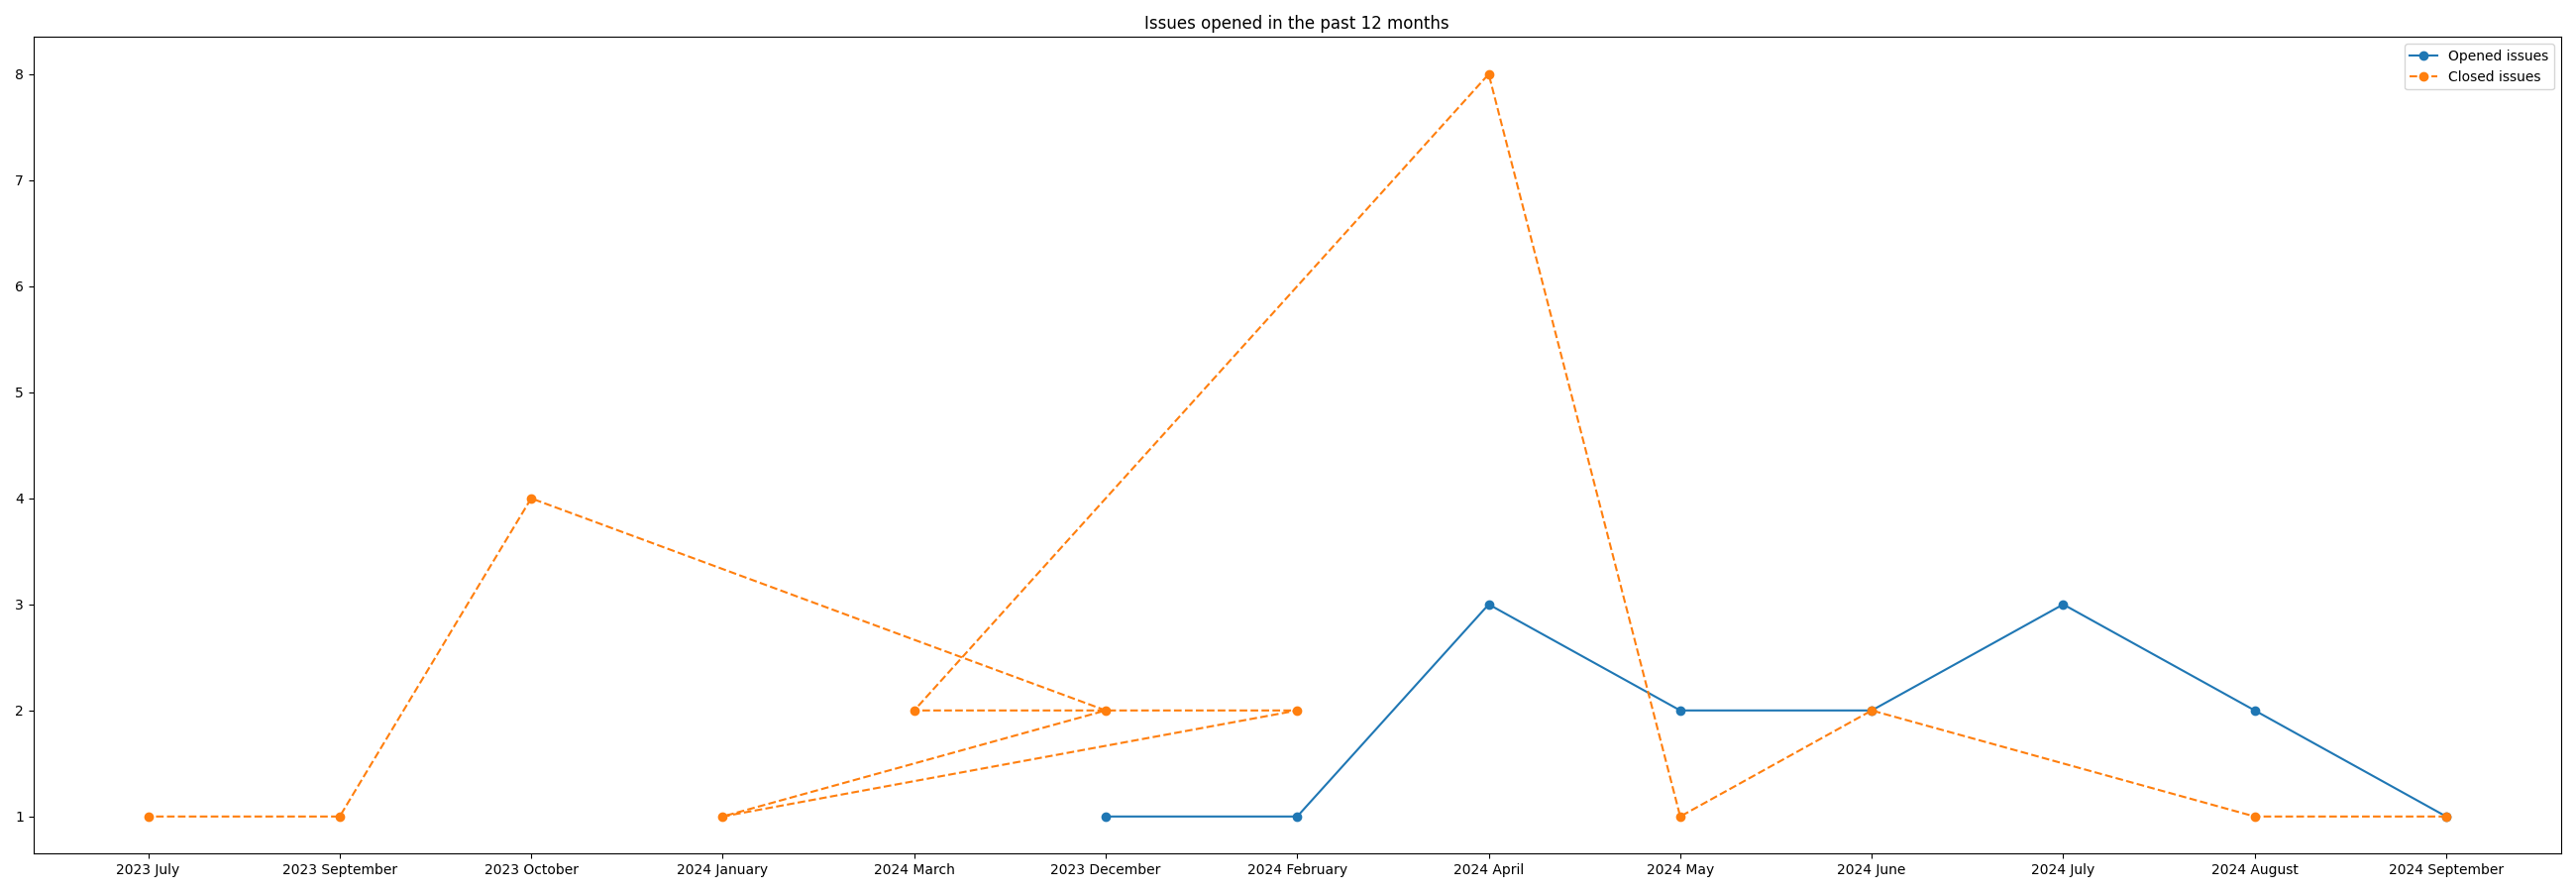 Issues opened in the past 12 months
Opened issues
Closed issues
8
7
6
5
4
3
2
1
2023 July 2023 September 2023 October 2024 January 2024 March 2023 December 2024 February 2024 April 2024 May 2024 June 2024 July 2024 August 2024 September